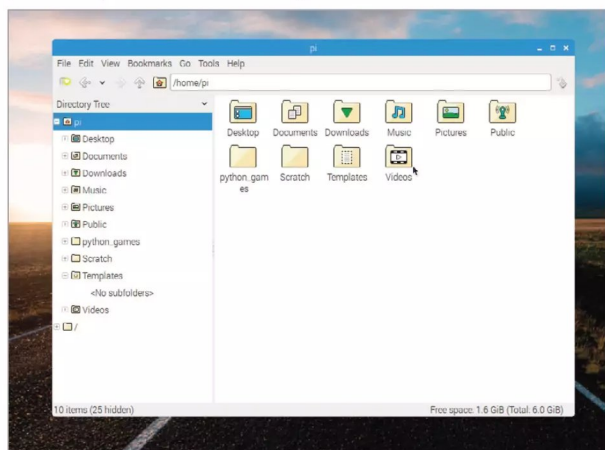 pi
File Edit View Bookmarks Go Tools Help
/home/pi
Directory Tree
pi
Desktop
Documents
Downloads
Music
Pictures
Public
python_games
Scratch
Templates
<No subfolders>
Videos
/
Desktop Documents Downloads Music Pictures Public
python_gam
es
Scratch Templates Videos
10 items (25 hidden) Free space: 1.6 GiB (Total: 6.0 GiB)